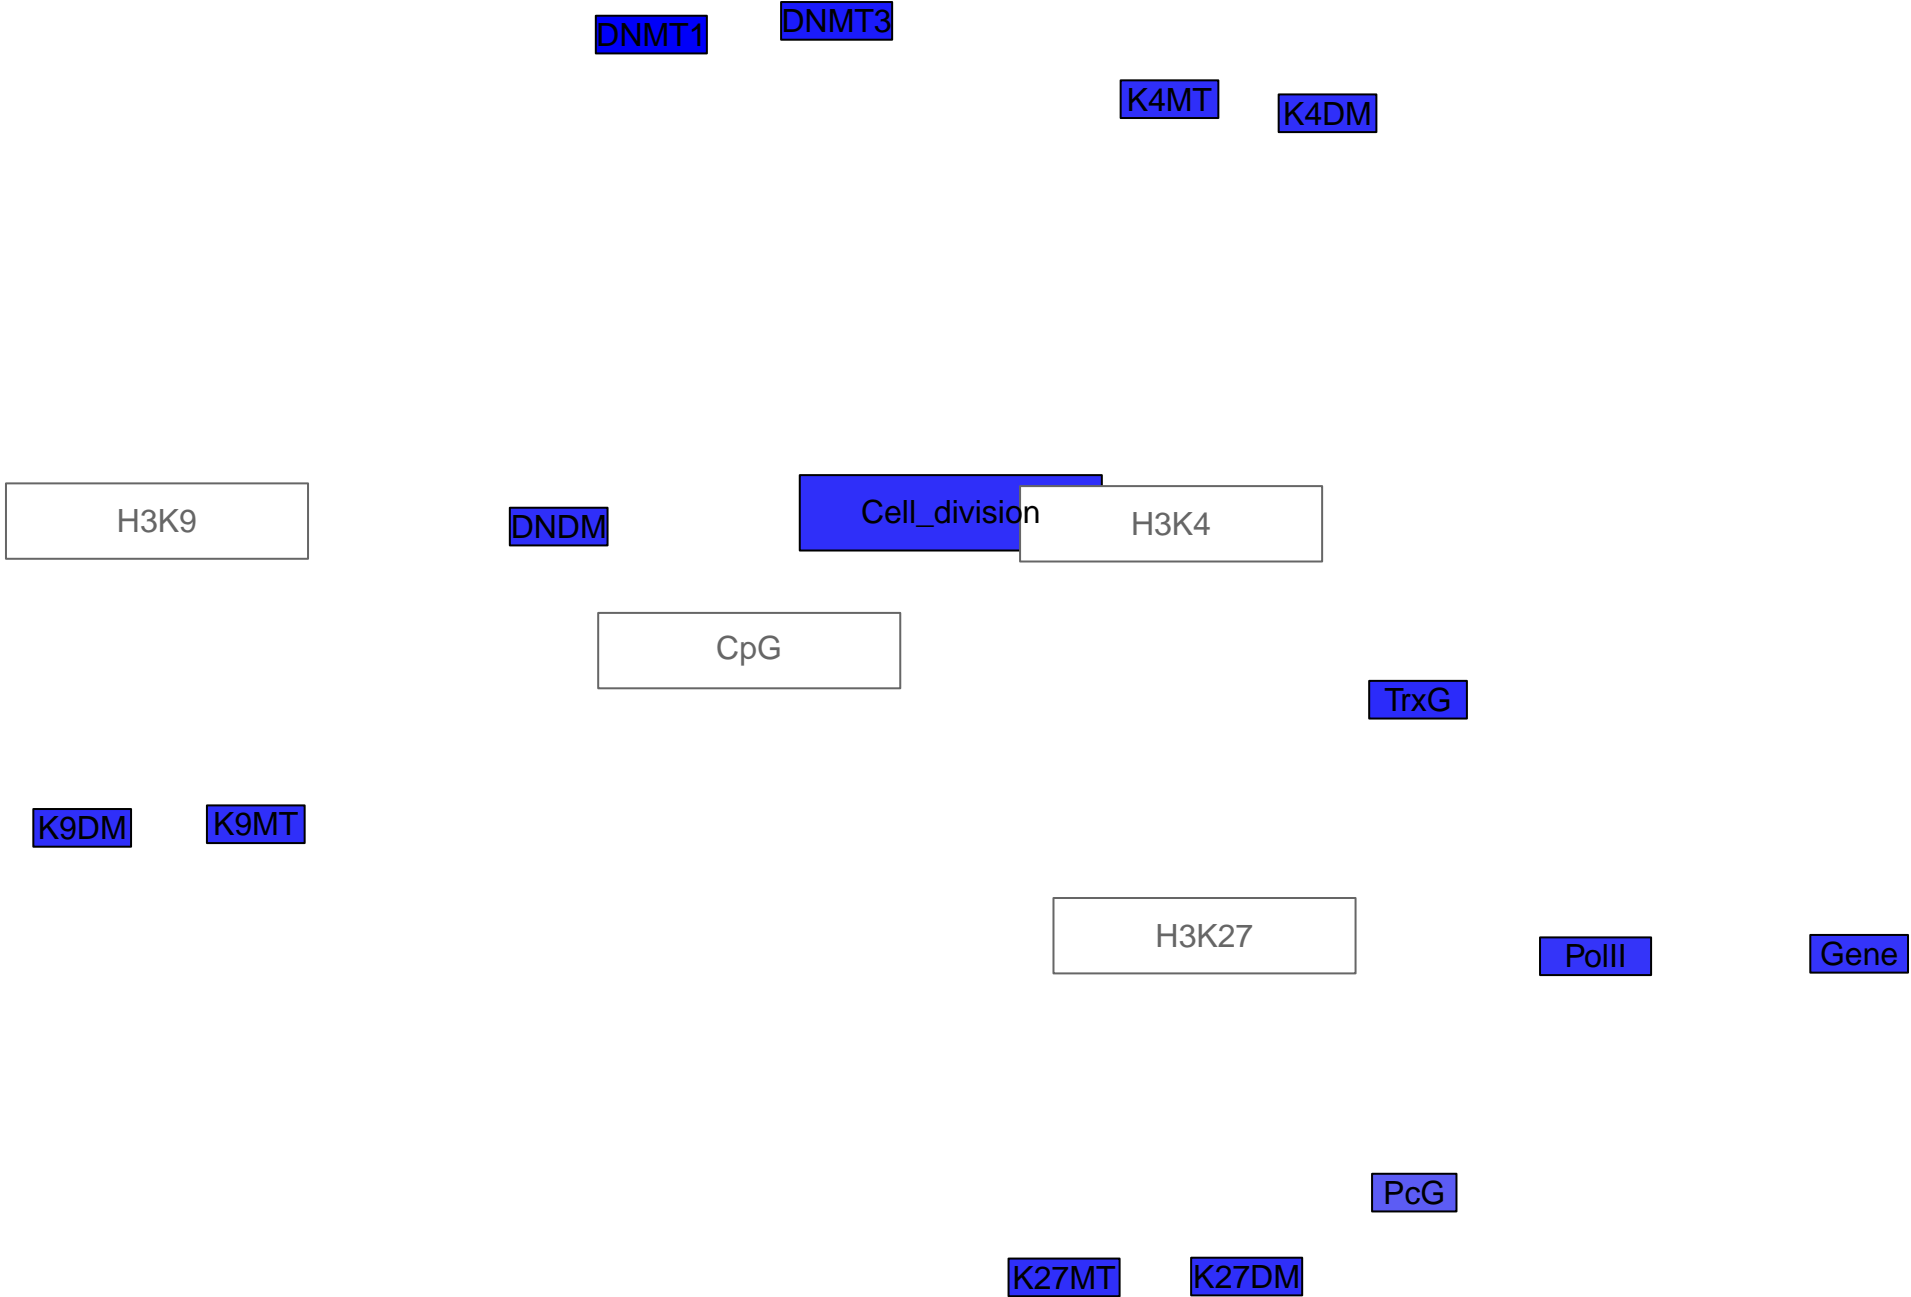 DNMT1
DNMT3
K4MT
K4DM
H3K9
DNDM
Cell_division
H3K4
CpG
TrxG
K9DM
K9MT
H3K27
PolII
Gene
PcG
K27MT
K27DM